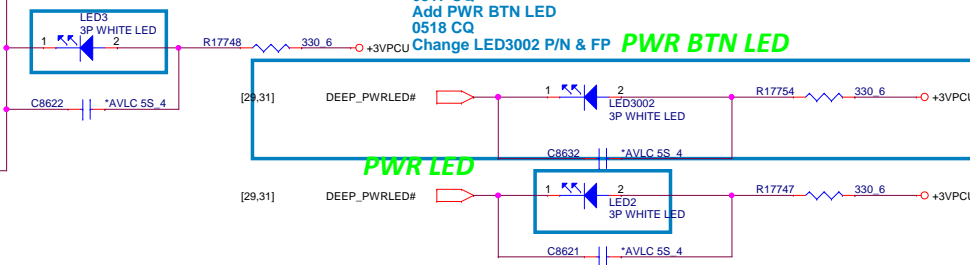 Add PWR BTN LED
0518 CQ
Change LED3002 P/N & FP
PWR BTN LED
LED3
3P WHITE LED
1
2
R17748
330_6
+3VPCU
C8622
*AVLC 5S_4
[29,31]
DEEP_PWRLED#
1
2
LED3002
3P WHITE LED
R17754
330_6
+3VPCU
C8632
*AVLC 5S_4
PWR LED
[29,31]
DEEP_PWRLED#
1
2
LED2
3P WHITE LED
R17747
330_6
+3VPCU
C8621
*AVLC 5S_4